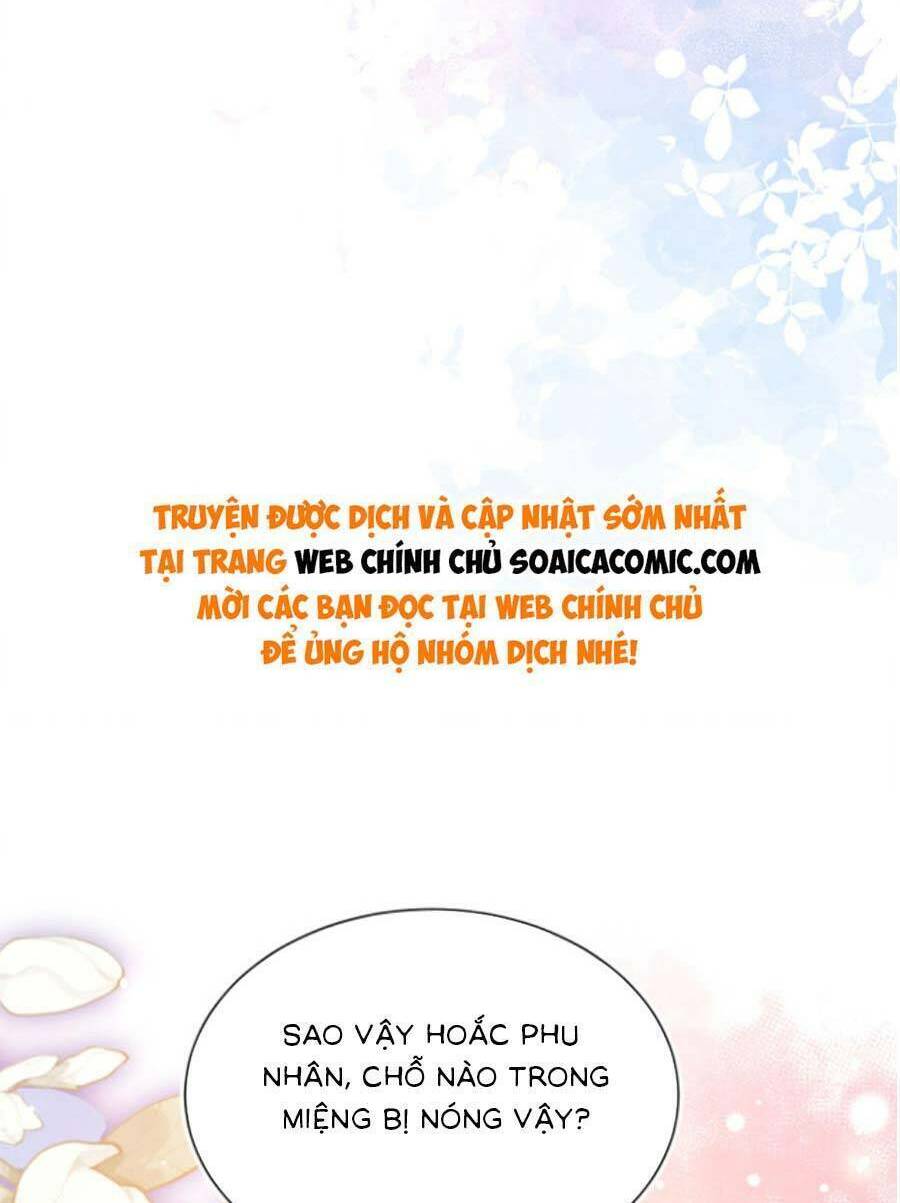 TRUYỆN ĐƯỢC DỊCH VÀ CẬP NHẬT SỚM NHẤT
TẠI TRANG WEB CHÍNH CHỦ SOAICACOMIC.COM
MỜI CÁC BẠN ĐỌC TẠI WEB CHÍNH CHỦ
ĐỂ ỦNG HỘ NHÓM DỊCH NHÉ!
SAO VẬY HOẮC PHU
NHÂN, CHỖ NÀO TRONG
MIỆNG BỊ NÓNG VẬY?